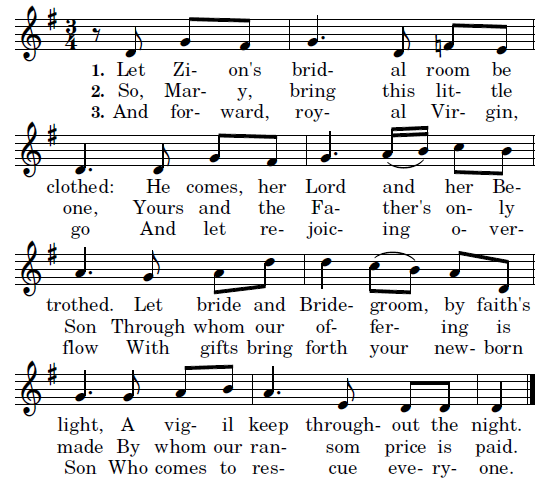 3
4
1. Let Zi- on's brid- al room be
2. So, Mar- y, bring this lit- tle
3. And for- ward, roy- al Vir- gin,
clothed: He comes, her Lord and her Be-
one, Yours and the Fa- ther's on- ly
go And let re- joic- ing o- ver-
trothed. Let bride and Bride- groom, by faith's
Son Through whom our of- fer- ing is
flow With gifts bring forth your new- born
light, A vig- il keep through- out the night.
made By whom our ran- som price is paid.
Son Who comes to res- cue eve- ry- one.